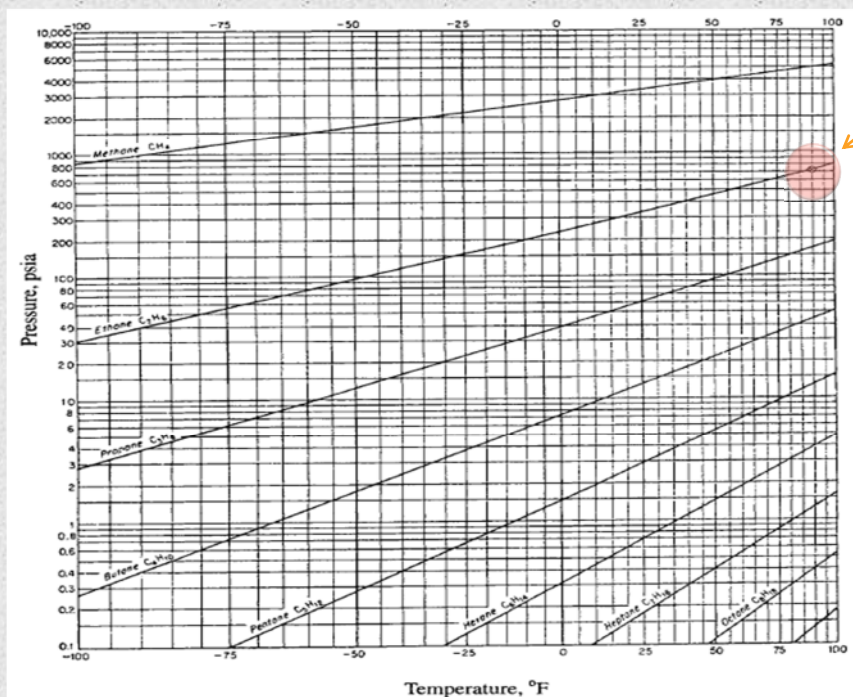 -100 -75 -50 -25 0 25 50 75 100
10,000
8000
6000
4000
3000
2000
1000
800
600
400
300
200
100
80
60
40
30
20
10
8
6
4
3
2
1
0.8
0.6
0.4
0.3
0.2
0.1
Pressure, psia
Methane CH4
Ethane C2H6
Propane C3H8
Butane C4H10
Pentane C5H12
Hexane C6H14
Heptane C7H16
Octane C8H18
-100 -75 -50 -25 0 25 50 75 100
Temperature, °F